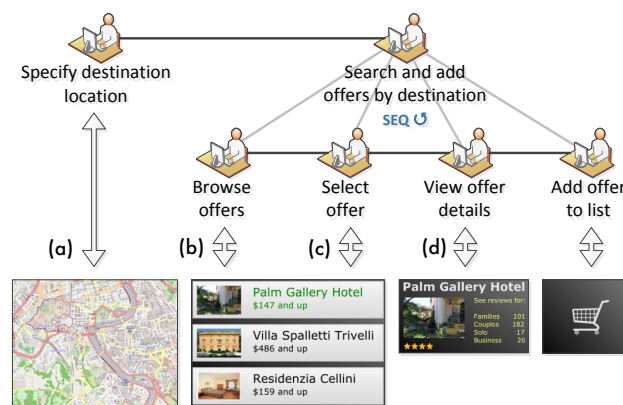 Specify destination
location
Search and add
offers by destination
SEQ ↺
Browse
offers
Select
offer
View offer
details
Add offer
to list
(a)
(b)
(c)
(d)
Palm Gallery Hotel
$147 and up
Villa Spalletti Trivelli
$486 and up
Residenzia Cellini
$159 and up
Palm Gallery Hotel
See reviews for:
Families 101
Couples 182
Solo 17
Business 26